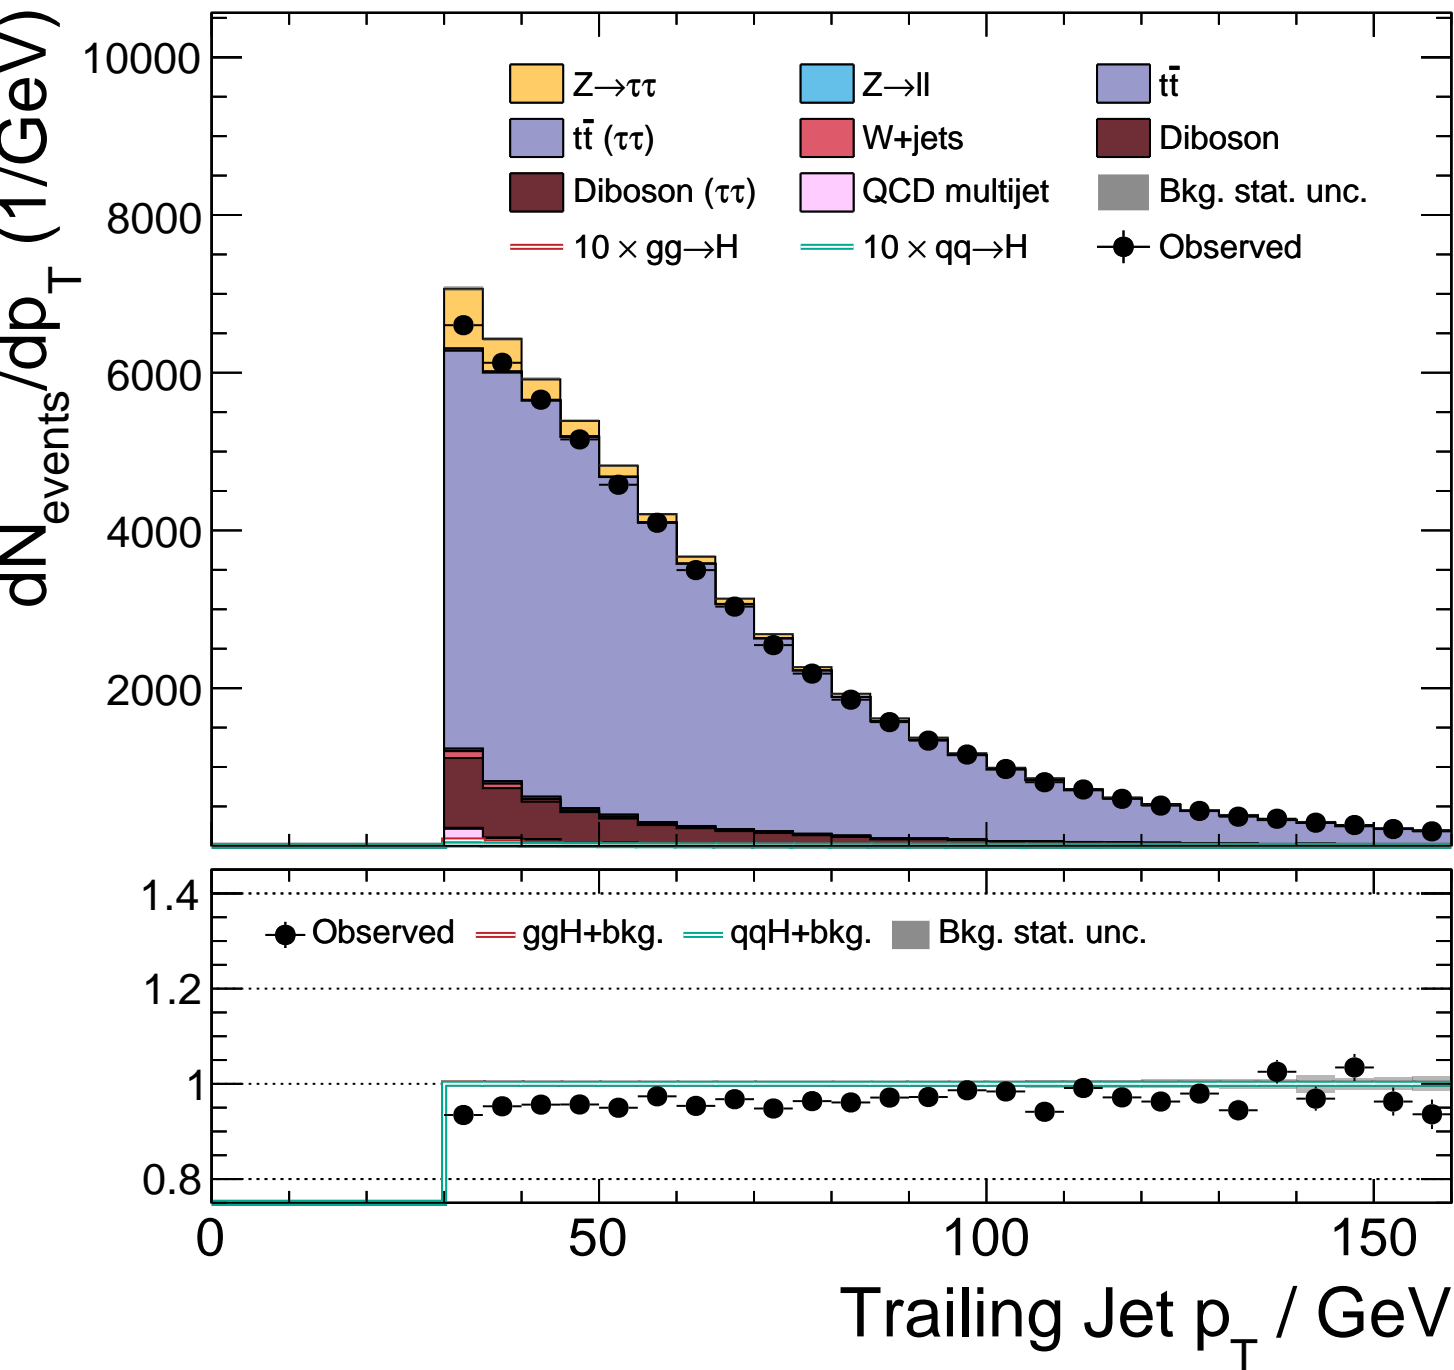 dN_events/dp_T (1/GeV)
10000
8000
6000
4000
2000
Z→ττ Z→ll tt̄
tt̄ (ττ) W+jets Diboson
Diboson (ττ) QCD multijet Bkg. stat. unc.
10 × gg→H 10 × qq→H Observed
1.4
1.2
1
0.8
Observed ggH+bkg. qqH+bkg. Bkg. stat. unc.
0 50 100 150
Trailing Jet p_T / GeV